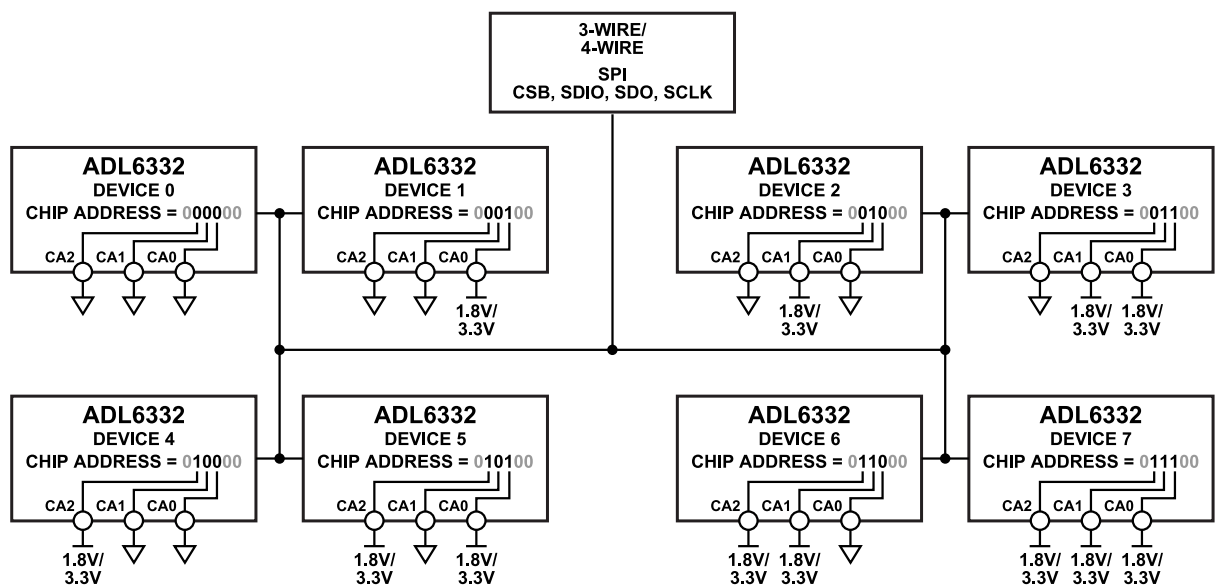 3-WIRE/
4-WIRE
SPI
CSB, SDIO, SDO, SCLK
ADL6332
DEVICE 0
CHIP ADDRESS = 000000
CA2 CA1 CA0
ADL6332
DEVICE 1
CHIP ADDRESS = 000100
CA2 CA1 CA0
1.8V/
3.3V
ADL6332
DEVICE 2
CHIP ADDRESS = 001000
CA2 CA1 CA0
1.8V/
3.3V
ADL6332
DEVICE 3
CHIP ADDRESS = 001100
CA2 CA1 CA0
1.8V/ 1.8V/
3.3V 3.3V
ADL6332
DEVICE 4
CHIP ADDRESS = 010000
CA2 CA1 CA0
1.8V/
3.3V
ADL6332
DEVICE 5
CHIP ADDRESS = 010100
CA2 CA1 CA0
1.8V/ 1.8V/
3.3V 3.3V
ADL6332
DEVICE 6
CHIP ADDRESS = 011000
CA2 CA1 CA0
1.8V/ 1.8V/
3.3V 3.3V
ADL6332
DEVICE 7
CHIP ADDRESS = 011100
CA2 CA1 CA0
1.8V/ 1.8V/ 1.8V/
3.3V 3.3V 3.3V